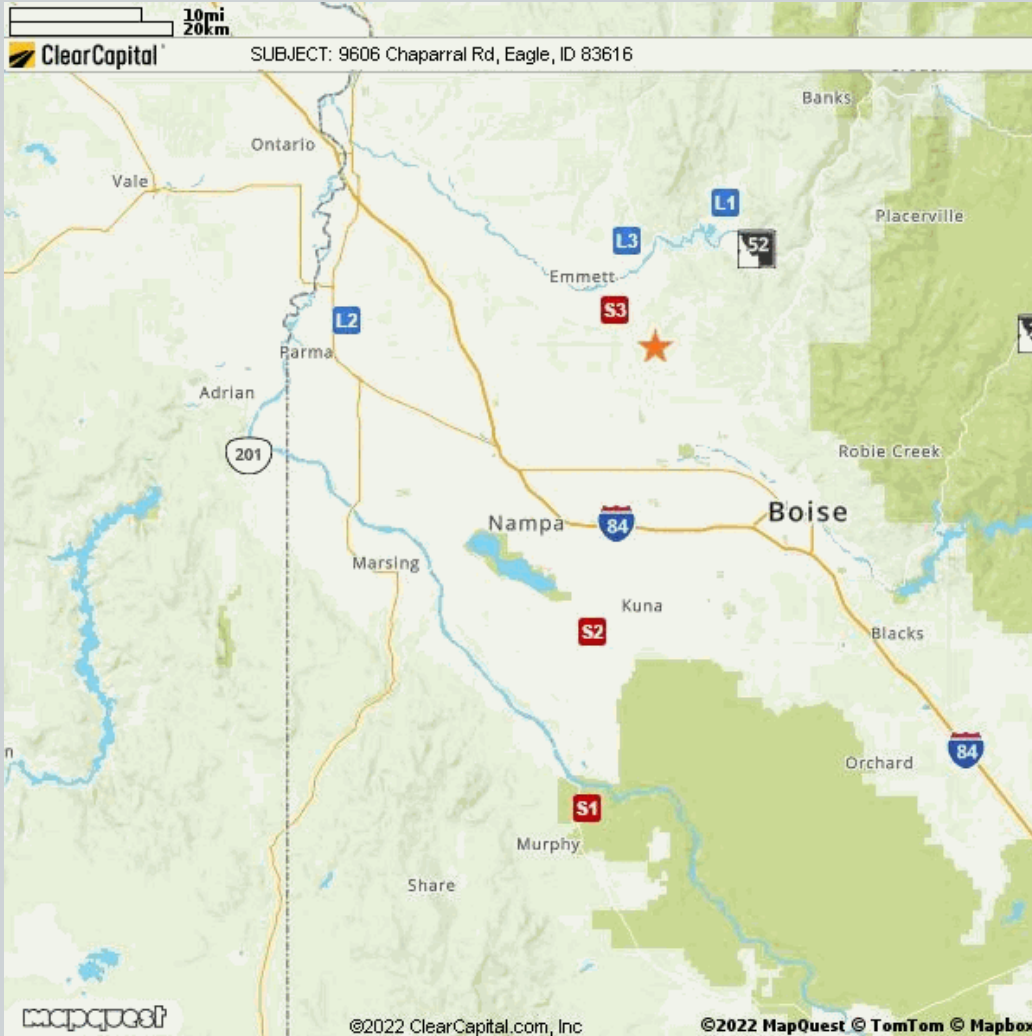 10mi
20km
ClearCapital
SUBJECT: 9606 Chaparral Rd, Eagle, ID 83616
Banks
Ontario
Vale
L1
Placerville
L3
52
Emmett
S3
L2
Parma
Adrian
201
Robie Creek
Boise
Nampa
84
Marsing
Kuna
S2
Blacks
84
Orchard
n
S1
Murphy
Share
mapquest
©2022 ClearCapital.com, Inc
©2022 MapQuest © TomTom © Mapbox